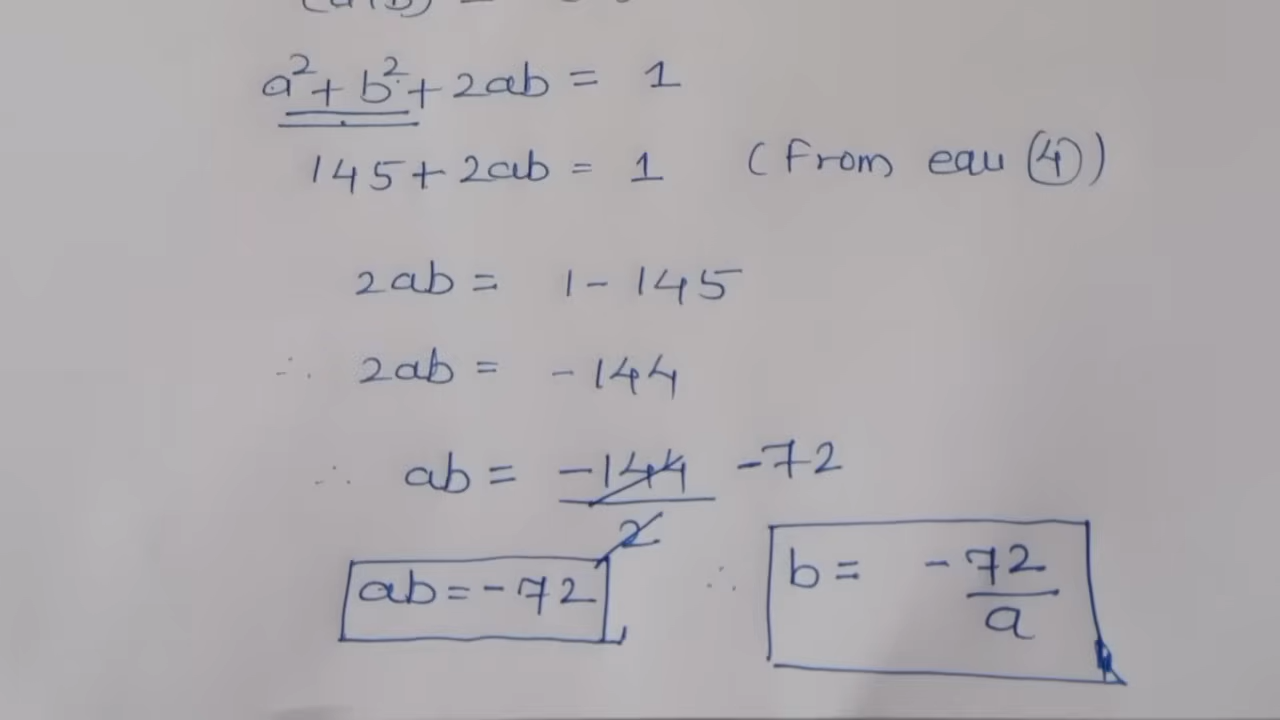 a²+b²+2ab = 1
145+2ab = 1 (From eau ④)
2ab = 1-145
∴ 2ab = -144
∴ ab = -144/2 -72
ab=-72 ∴ b= -72/a